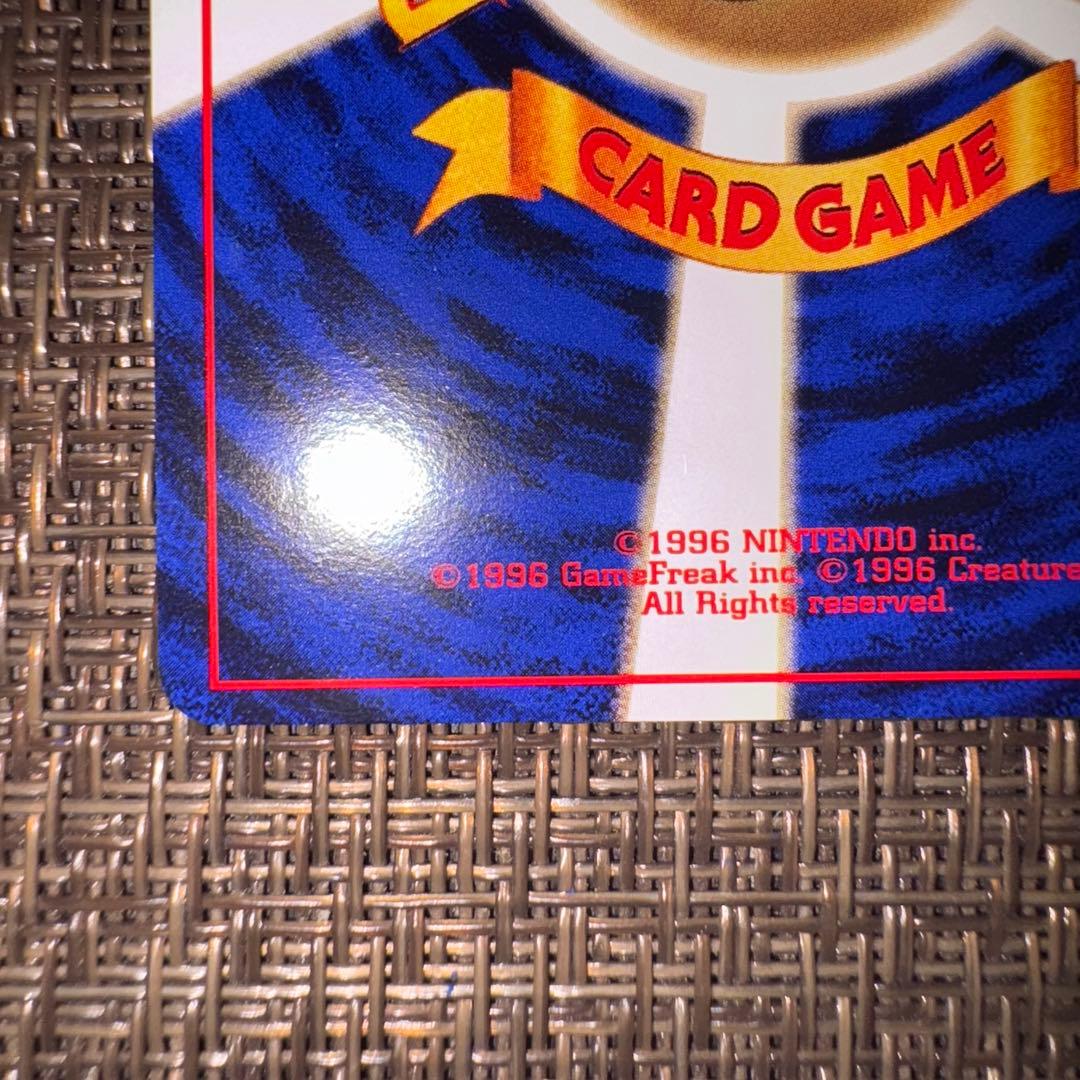 CARD GAME
©1996 NINTENDO inc.
©1996 GameFreak inc. ©1996 Creature
All Rights reserved.